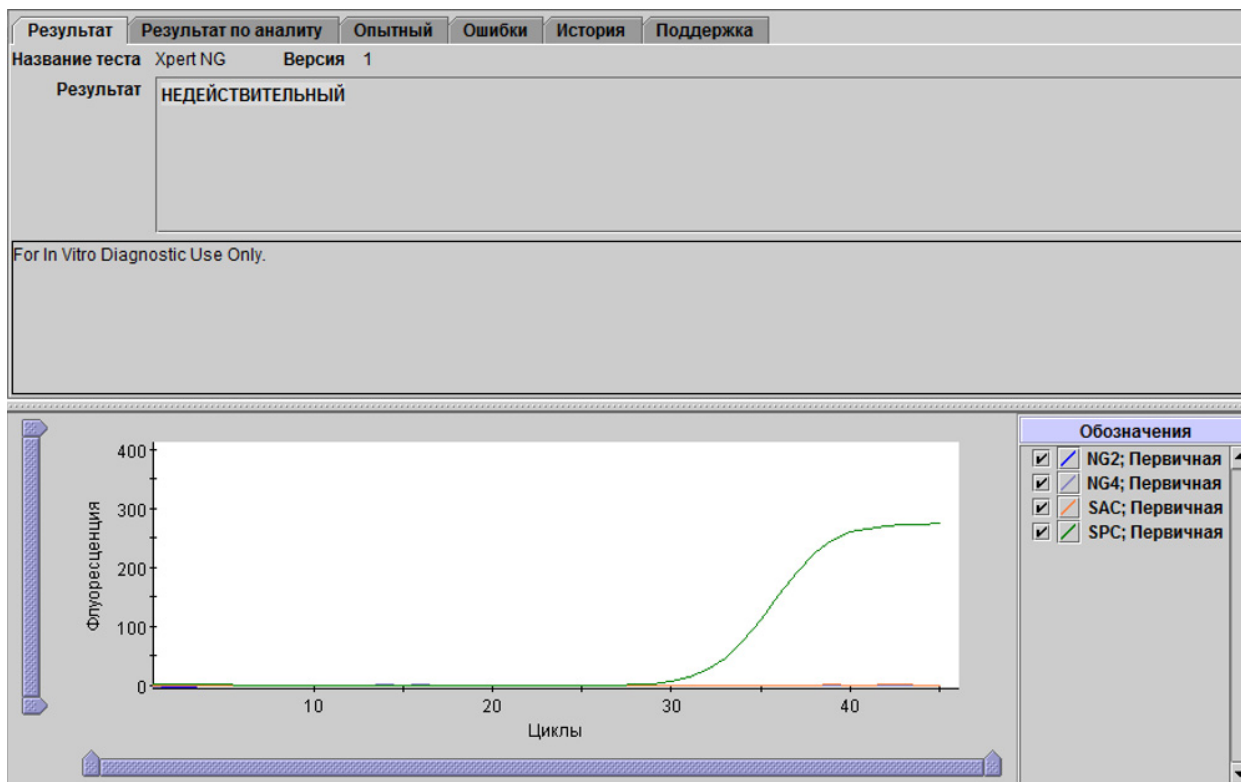 Результат Результат по аналиту Опытный Ошибки История Поддержка
Название теста Xpert NG Версия 1
Результат НЕДЕЙСТВИТЕЛЬНЫЙ
For In Vitro Diagnostic Use Only.
Обозначения
NG2; Первичная
NG4; Первичная
SAC; Первичная
SPC; Первичная
400
300
200
100
0
Флуоресценция
10 20 30 40
Циклы